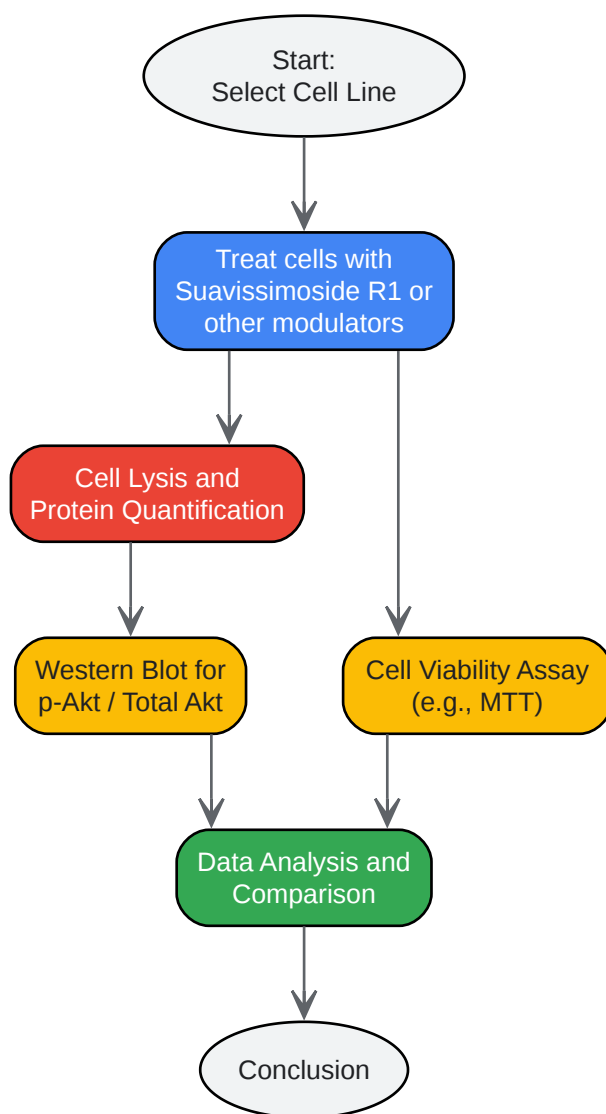 Start:
Select Cell Line
Treat cells with
Suavissimoside R1 or
other modulators
Cell Lysis and
Protein Quantification
Western Blot for
p-Akt / Total Akt
Cell Viability Assay
(e.g., MTT)
Data Analysis and
Comparison
Conclusion